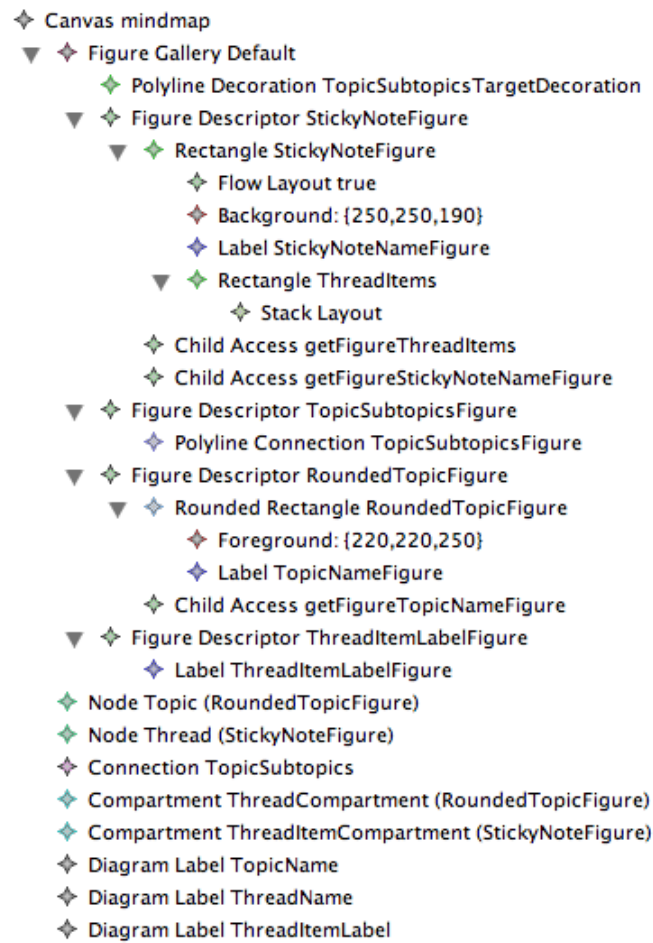 Canvas mindmap
Figure Gallery Default
Polyline Decoration TopicSubtopicsTargetDecoration
Figure Descriptor StickyNoteFigure
Rectangle StickyNoteFigure
Flow Layout true
Background: {250,250,190}
Label StickyNoteNameFigure
Rectangle ThreadItems
Stack Layout
Child Access getFigureThreadItems
Child Access getFigureStickyNoteNameFigure
Figure Descriptor TopicSubtopicsFigure
Polyline Connection TopicSubtopicsFigure
Figure Descriptor RoundedTopicFigure
Rounded Rectangle RoundedTopicFigure
Foreground: {220,220,250}
Label TopicNameFigure
Child Access getFigureTopicNameFigure
Figure Descriptor ThreadItemLabelFigure
Label ThreadItemLabelFigure
Node Topic (RoundedTopicFigure)
Node Thread (StickyNoteFigure)
Connection TopicSubtopics
Compartment ThreadCompartment (RoundedTopicFigure)
Compartment ThreadItemCompartment (StickyNoteFigure)
Diagram Label TopicName
Diagram Label ThreadName
Diagram Label ThreadItemLabel